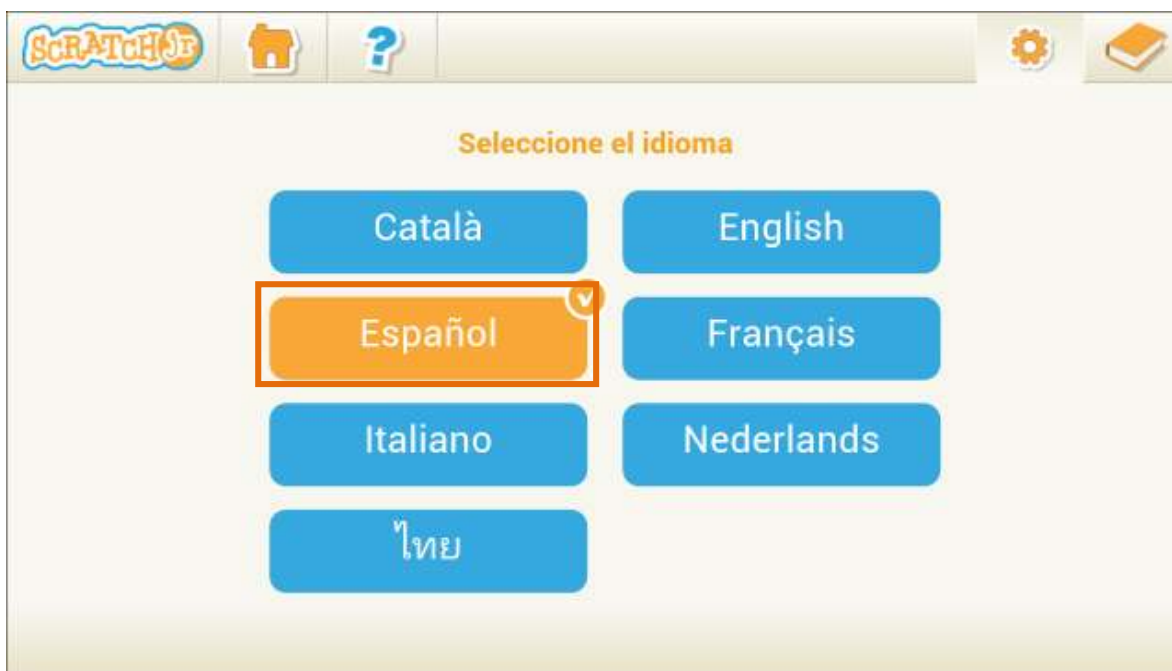 SCRATCHJr ?
Seleccione el idioma
Català English
Español Français
Italiano Nederlands
ไทย